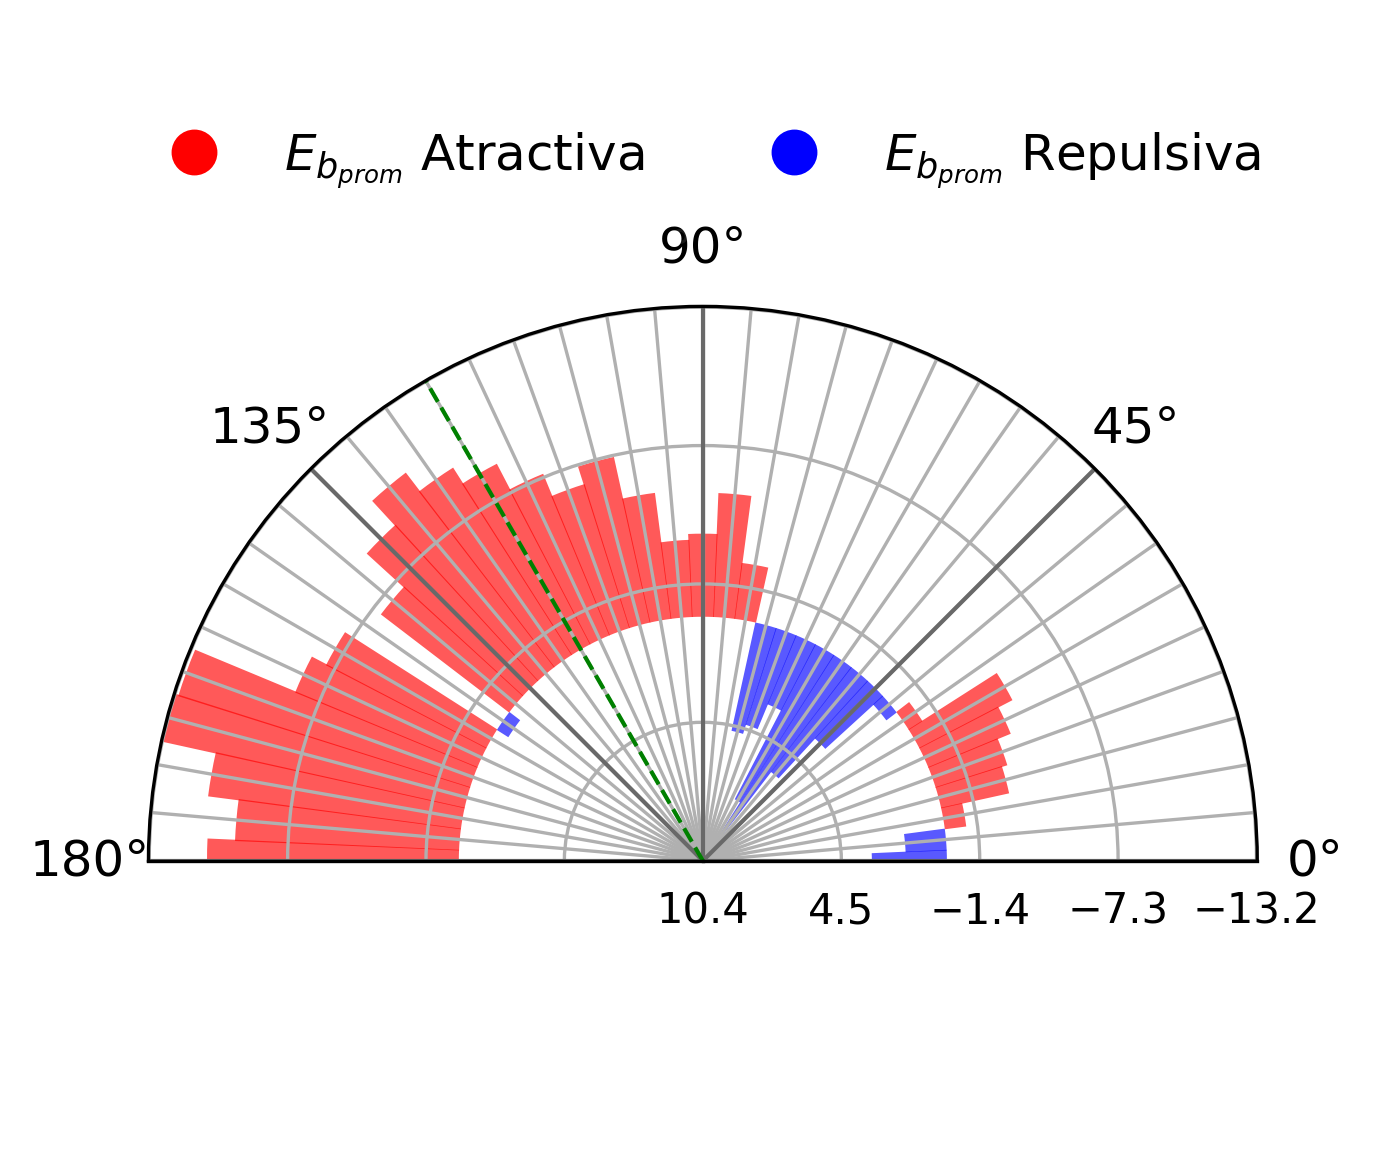 E_{b_{prom}} Atractiva E_{b_{prom}} Repulsiva
90°
135° 45°
180° 0°
10.4 4.5 −1.4 −7.3 −13.2